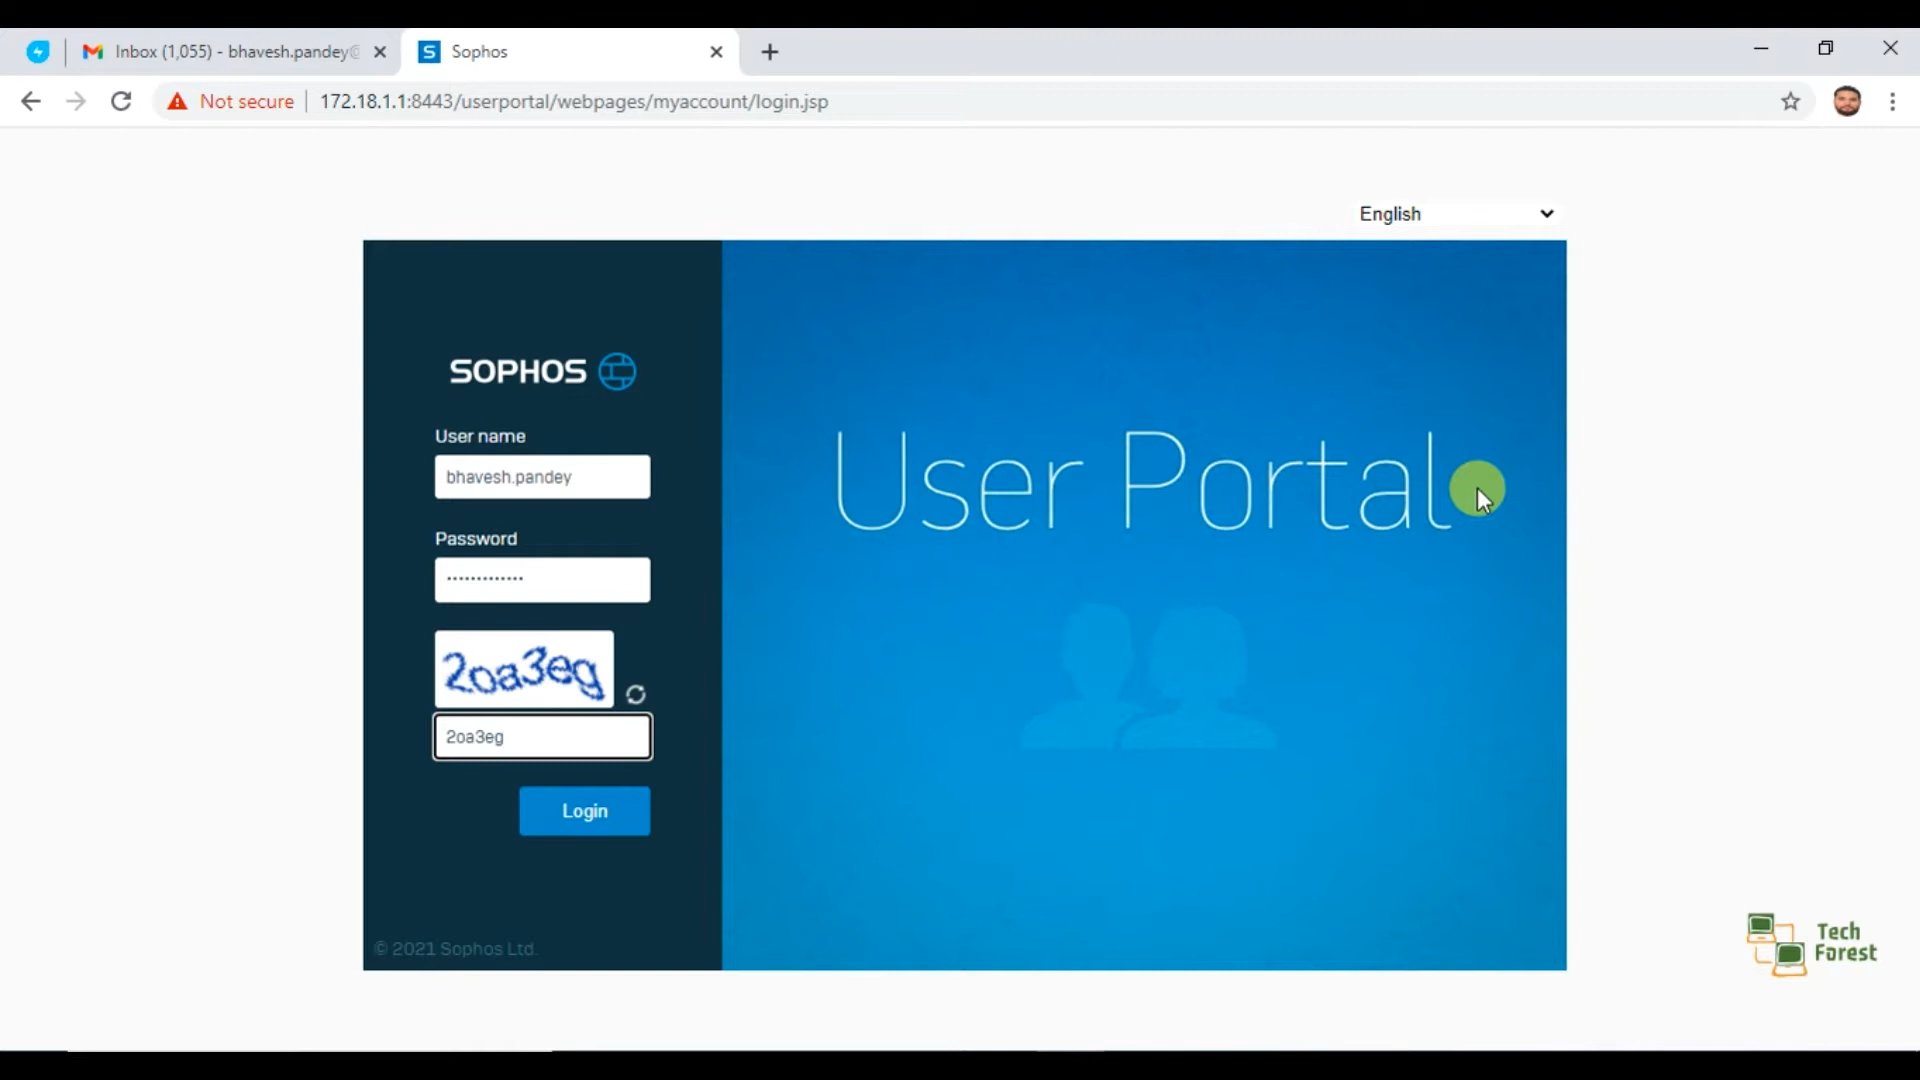 Inbox (1,055) - bhavesh.pandey@
Sophos
Not secure
172.18.1.1:8443/userportal/webpages/myaccount/login.jsp
English
SOPHOS
User name
bhavesh.pandey
Password
2oa3eg
2oa3eg
Login
© 2021 Sophos Ltd.
User Portal
Tech
Forest